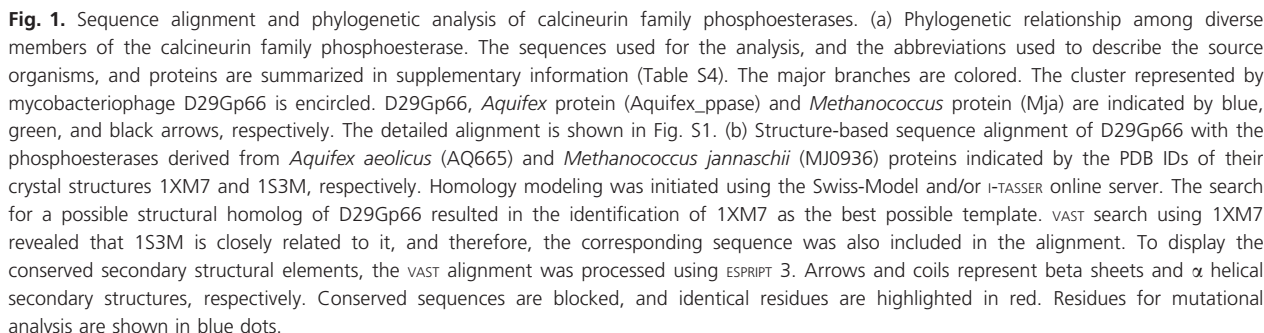 Fig. 1. Sequence alignment and phylogenetic analysis of calcineurin family phosphoesterases. (a) Phylogenetic relationship among diverse
members of the calcineurin family phosphoesterase. The sequences used for the analysis, and the abbreviations used to describe the source
organisms, and proteins are summarized in supplementary information (Table S4). The major branches are colored. The cluster represented by
mycobacteriophage D29Gp66 is encircled. D29Gp66, Aquifex protein (Aquifex_ppase) and Methanococcus protein (Mja) are indicated by blue,
green, and black arrows, respectively. The detailed alignment is shown in Fig. S1. (b) Structure-based sequence alignment of D29Gp66 with the
phosphoesterases derived from Aquifex aeolicus (AQ665) and Methanococcus jannaschii (MJ0936) proteins indicated by the PDB IDs of their
crystal structures 1XM7 and 1S3M, respectively. Homology modeling was initiated using the Swiss-Model and/or I-TASSER online server. The search
for a possible structural homolog of D29Gp66 resulted in the identification of 1XM7 as the best possible template. VAST search using 1XM7
revealed that 1S3M is closely related to it, and therefore, the corresponding sequence was also included in the alignment. To display the
conserved secondary structural elements, the VAST alignment was processed using ESPRIPT 3. Arrows and coils represent beta sheets and α helical
secondary structures, respectively. Conserved sequences are blocked, and identical residues are highlighted in red. Residues for mutational
analysis are shown in blue dots.